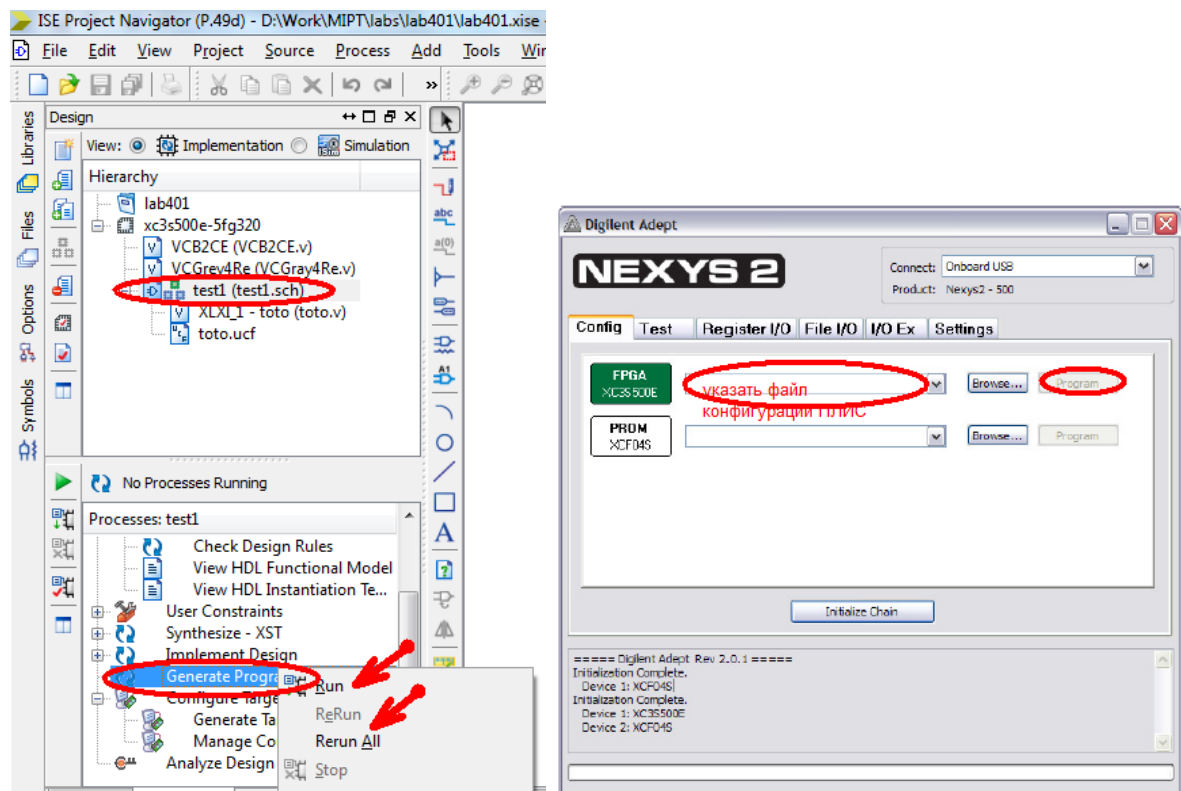 ISE Project Navigator (P.49d) - D:\Work\MIPT\labs\lab401\lab401.xise -
File Edit View Project Source Process Add Tools Wir
Design
View: Implementation Simulation
Hierarchy
lab401
xc3s500e-5fg320
VCB2CE (VCB2CE.v)
VCGrey4Re (VCGray4Re.v)
test1 (test1.sch)
XLXI_1 - toto (toto.v)
toto.ucf
Libraries
Files
Options
Symbols
abc
a(0)
A1
A
No Processes Running
Processes: test1
Check Design Rules
View HDL Functional Model
View HDL Instantiation Te...
User Constraints
Synthesize - XST
Implement Design
Generate Progra
Configure Targe
Generate Ta
Manage Co
Analyze Design
Run
ReRun
Rerun All
Stop
Digilent Adept
NEXYS 2
Connect: Onboard USB
Product: Nexys2 - 500
Config Test Register I/O File I/O I/O Ex Settings
FPGA
XC3S500E
указать файл
конфигурации ПЛИС
Browse... Program
PROM
XCF04S
Browse... Program
Initialize Chain
===== Digilent Adept Rev 2.0.1 =====
Initialization Complete.
Device 1: XCF04S
Initialization Complete.
Device 1: XC3S500E
Device 2: XCF04S